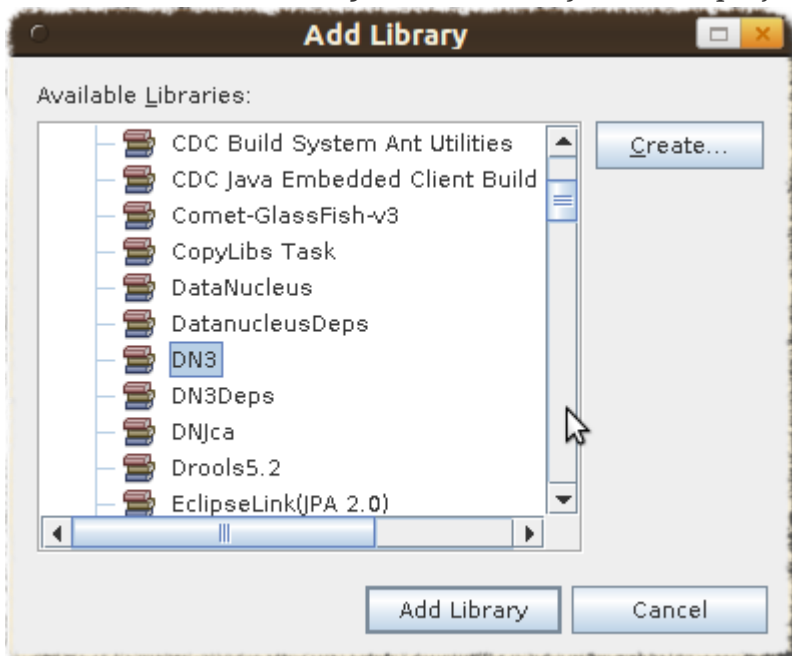 Add Library
Available Libraries:
CDC Build System Ant Utilities
Create...
CDC Java Embedded Client Build
Comet-GlassFish-v3
CopyLibs Task
DataNucleus
DatanucleusDeps
DN3
DN3Deps
DNJca
Drools5.2
EclipseLink(JPA 2.0)
Add Library
Cancel